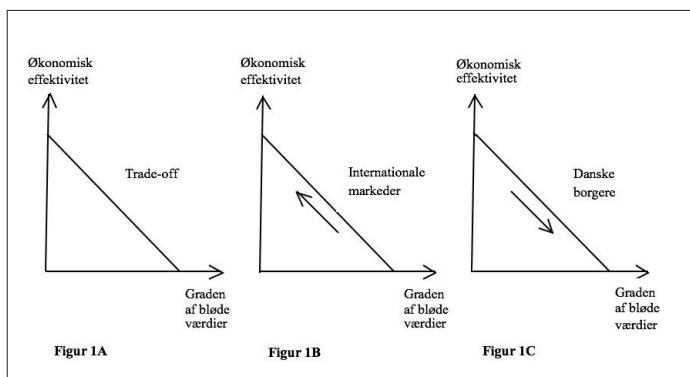 Økonomisk
effektivitet
Trade-off
Graden
af bløde
værdier
Figur 1A
Økonomisk
effektivitet
Internationale
markeder
Graden
af bløde
værdier
Figur 1B
Økonomisk
effektivitet
Danske
borgere
Graden
af bløde
værdier
Figur 1C